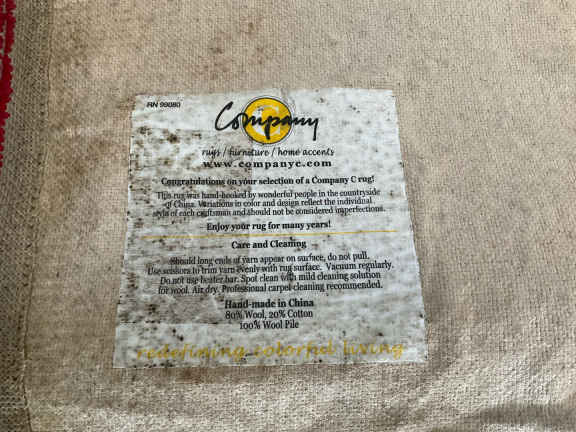 RN 99080
Company C
rugs / furniture / home accents
www.companyc.com
Congratulations on your selection of a Company C rug!
This rug was hand-hooked by wonderful people in the countryside
of China. Variations in color and design reflect the individual
style of each craftsman and should not be considered imperfections.
Enjoy your rug for many years!
Care and Cleaning
Should long ends of yarn appear on surface, do not pull.
Use scissors to trim yarn evenly with rug surface. Vacuum regularly.
Do not use beater bar. Spot clean with mild cleaning solution
for wool. Air dry. Professional carpet cleaning recommended.
Hand-made in China
80% Wool, 20% Cotton
100% Wool Pile
redefining colorful living